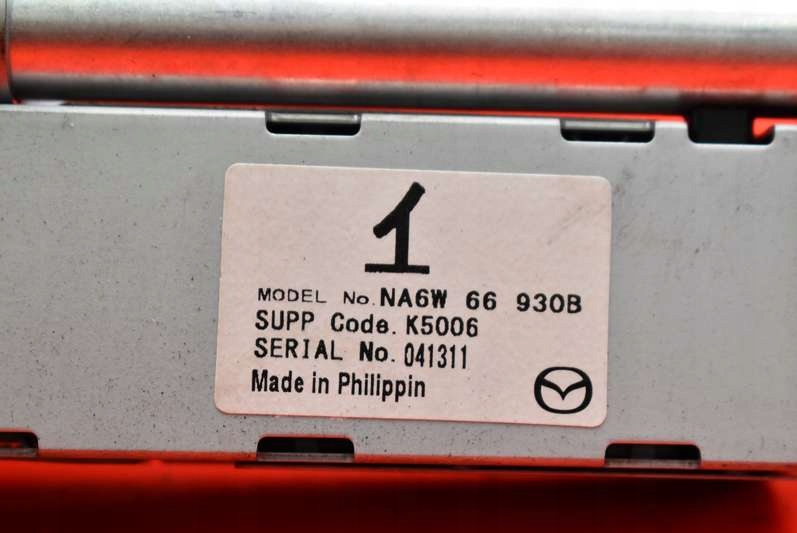 1
MODEL No. NA6W 66 930B
SUPP Code. K5006
SERIAL No. 041311
Made in Philippin